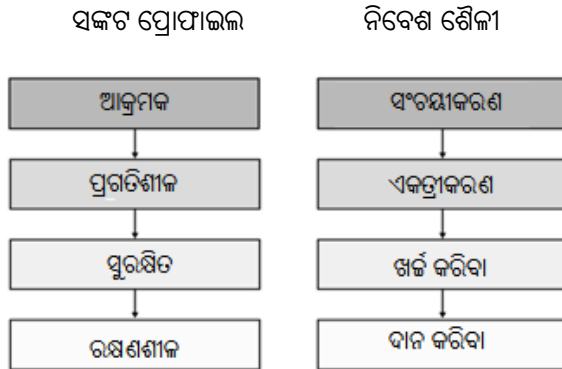 ସଙ୍କଟ ପ୍ରୋଫାଇଲ
ଆକ୍ରମକ
ପ୍ରଗତିଶୀଳ
ସୁରକ୍ଷିତ
ରକ୍ଷଣଶୀଳ
ନିବେଶ ଶୈଳୀ
ସଂଚୟୀକରଣ
ଏକତ୍ରୀକରଣ
ଖର୍ଚ୍ଚ କରିବା
ଦାନ କରିବା